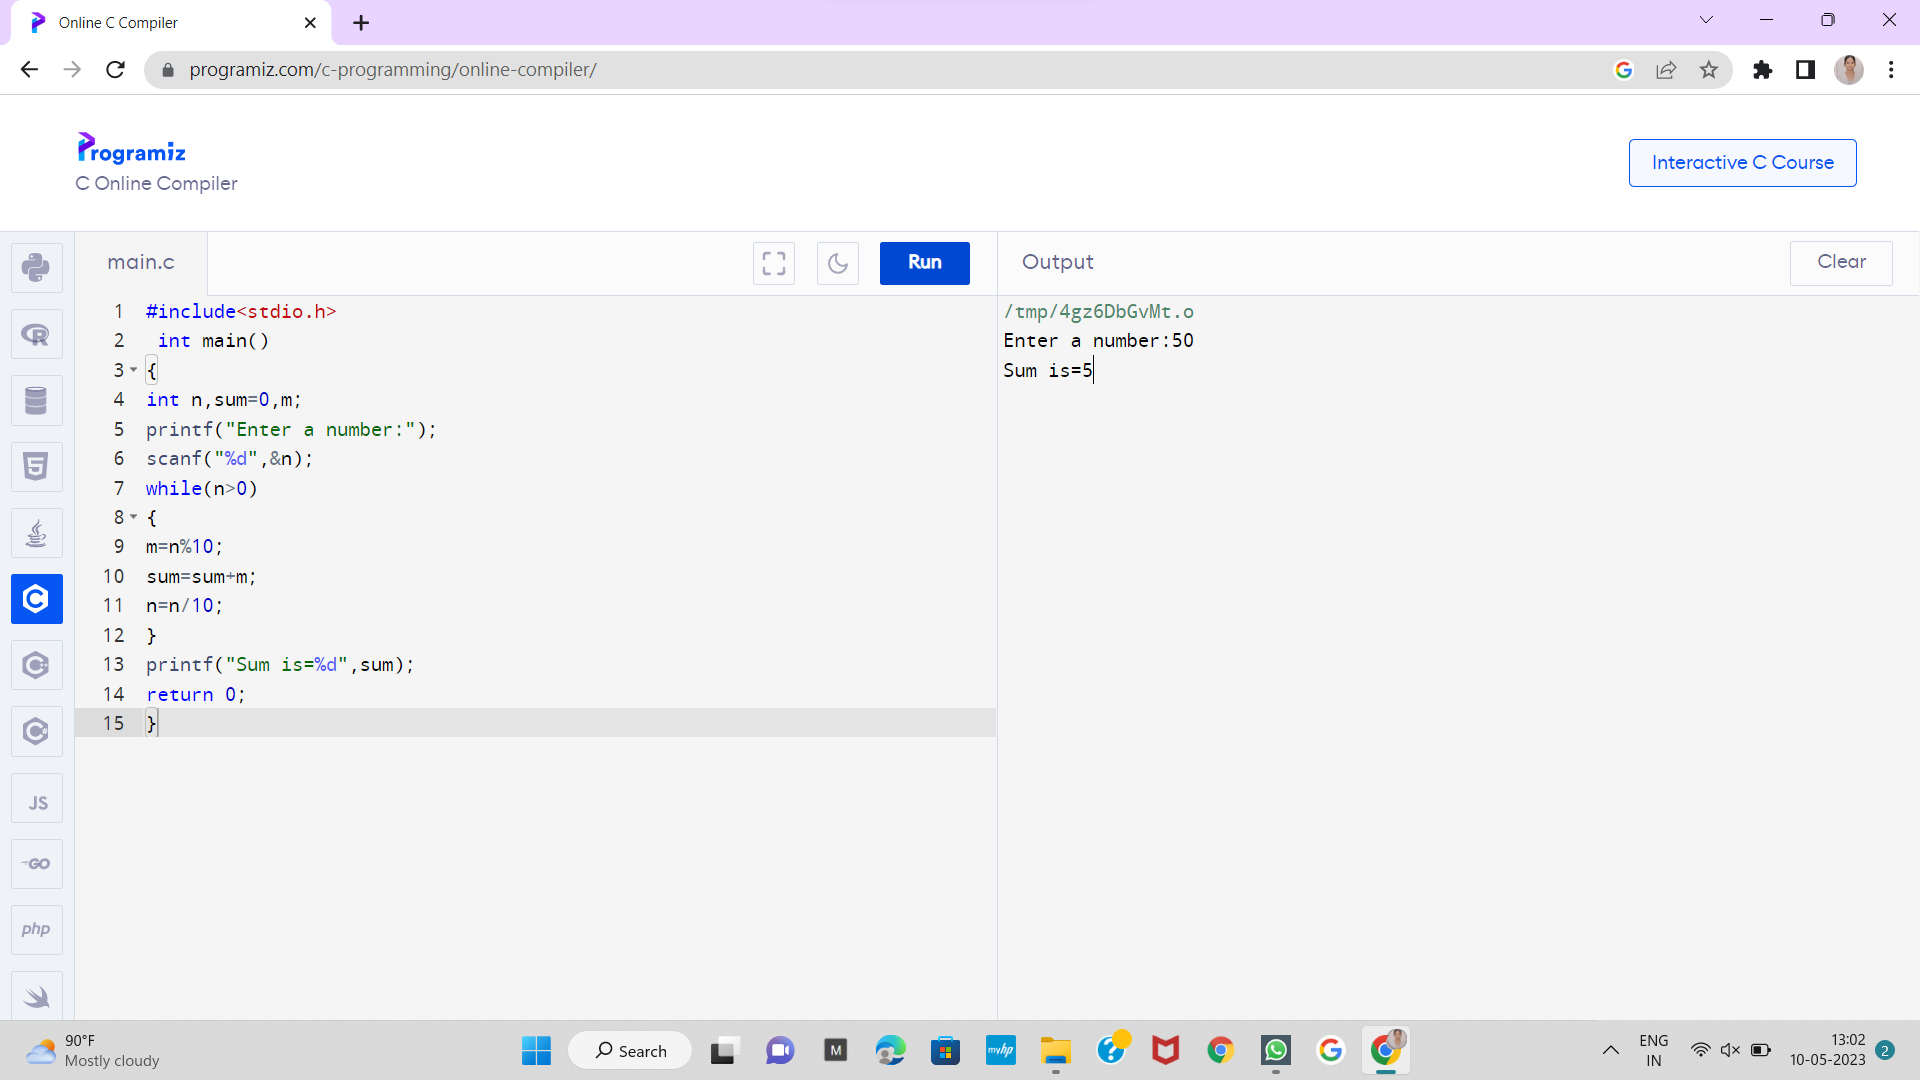 Online C Compiler
programiz.com/c-programming/online-compiler/
Programiz
C Online Compiler
Interactive C Course
main.c
Run
Output
Clear
1 #include<stdio.h>
2 int main()
3 {
4 int n,sum=0,m;
5 printf("Enter a number:");
6 scanf("%d",&n);
7 while(n>0)
8 {
9 m=n%10;
10 sum=sum+m;
11 n=n/10;
12 }
13 printf("Sum is=%d",sum);
14 return 0;
15 }
/tmp/4gz6DbGvMt.o
Enter a number:50
Sum is=5
R
5
C
C
C
JS
GO
php
90°F
Mostly cloudy
Search
M
myhp
?
G
ENG
IN
13:02
10-05-2023
2